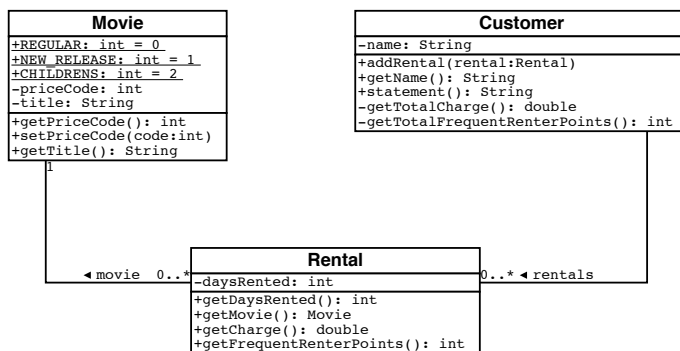 Movie
+REGULAR: int = 0
+NEW_RELEASE: int = 1
+CHILDRENS: int = 2
-priceCode: int
-title: String
+getPriceCode(): int
+setPriceCode(code:int)
+getTitle(): String
1
Customer
-name: String
+addRental(rental:Rental)
+getName(): String
+statement(): String
-getTotalCharge(): double
-getTotalFrequentRenterPoints(): int
◄ movie 0..*
0..* ◄ rentals
Rental
-daysRented: int
+getDaysRented(): int
+getMovie(): Movie
+getCharge(): double
+getFrequentRenterPoints(): int